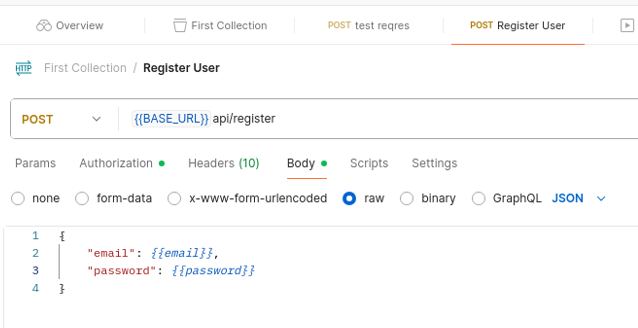 Overview First Collection POST test reqres POST Register User
HTTP First Collection / Register User
POST {{BASE_URL}} api/register
Params Authorization Headers (10) Body Scripts Settings
none form-data x-www-form-urlencoded raw binary GraphQL JSON
1 {
2 "email": {{email}},
3 "password": {{password}}
4 }